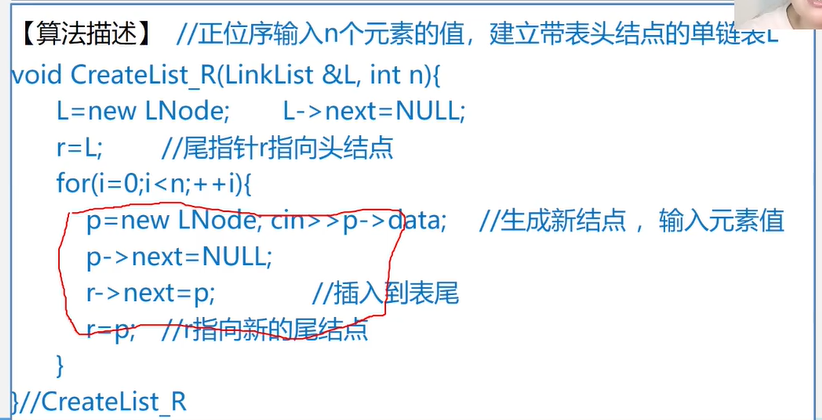 【算法描述】 //正位序输入n个元素的值，建立带表头结点的单链表L
void CreateList_R(LinkList &L, int n){
L=new LNode; L->next=NULL;
r=L; //尾指针r指向头结点
for(i=0;i<n;++i){
p=new LNode; cin>>p->data; //生成新结点，输入元素值
p->next=NULL;
r->next=p; //插入到表尾
r=p; //r指向新的尾结点
}
}//CreateList_R